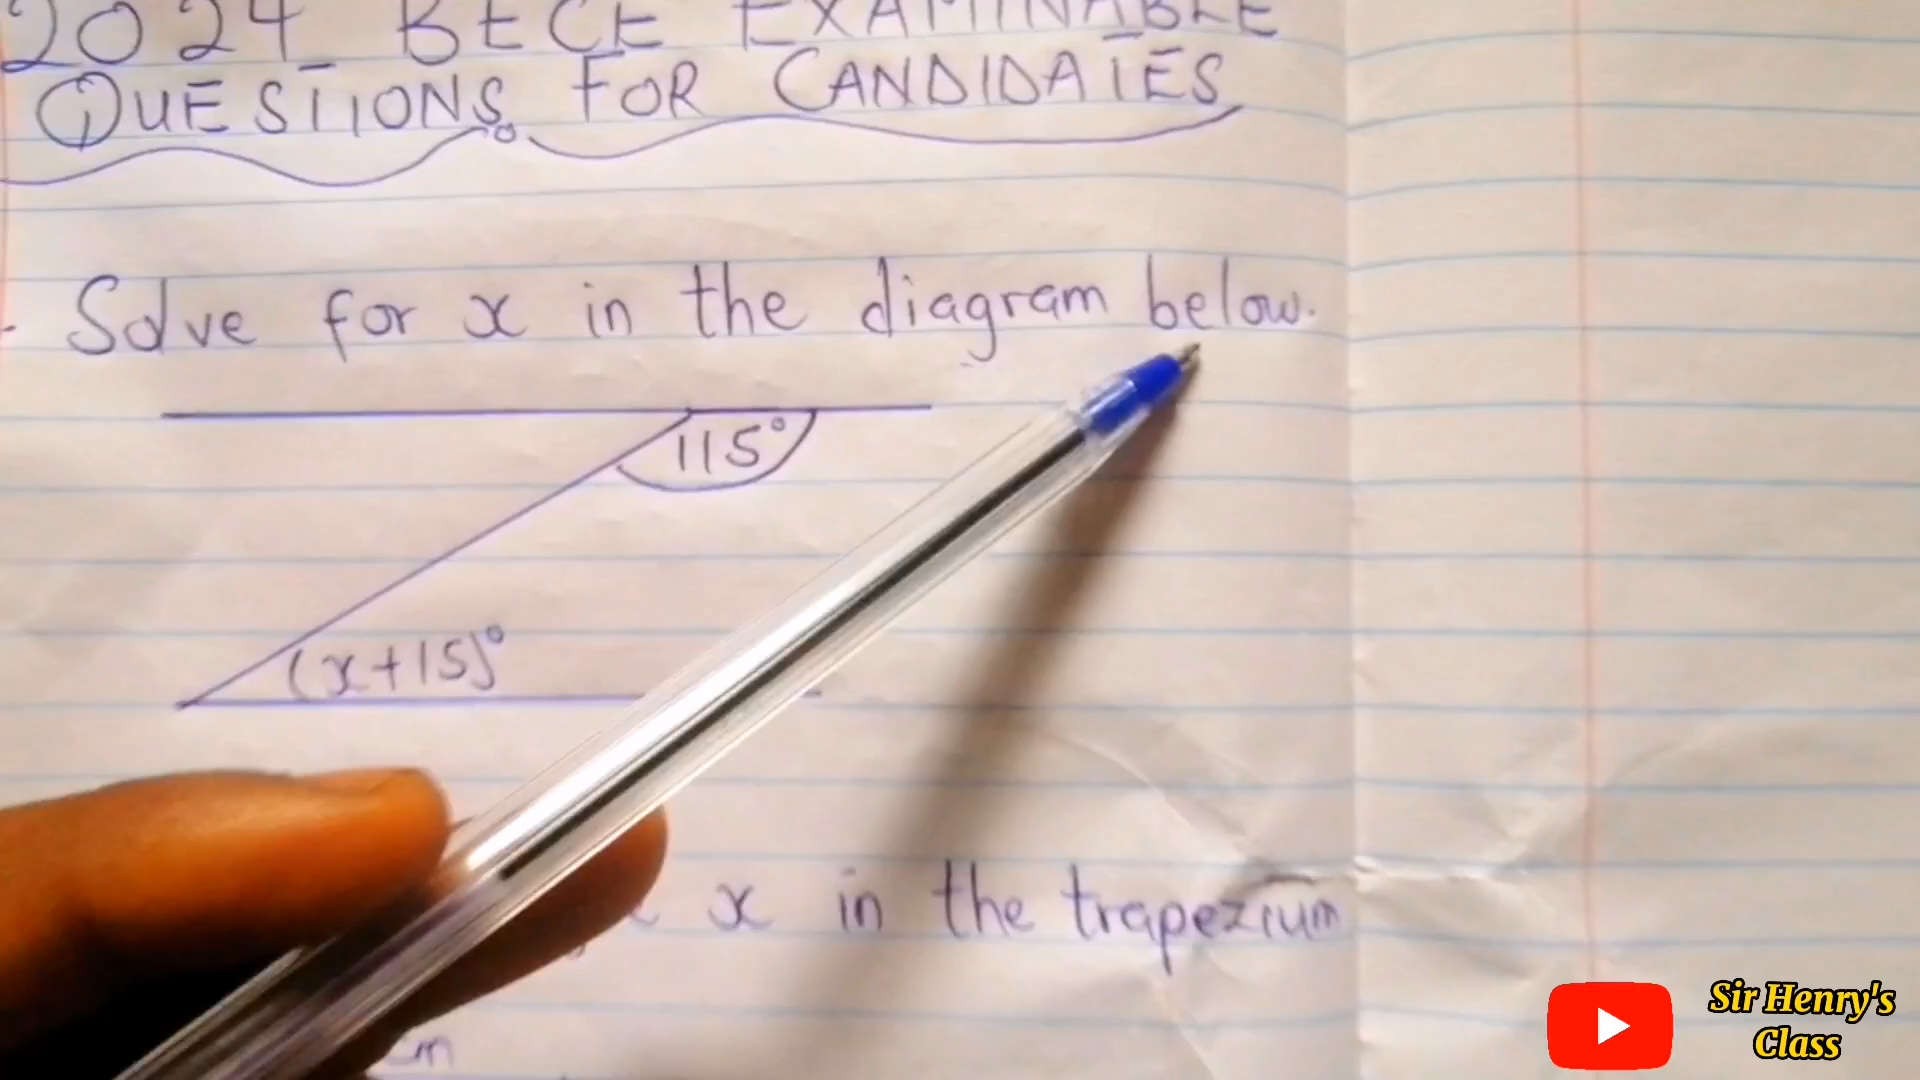 2024 BECE EXAMINABLE
QUESTIONS FOR CANDIDATES
Solve for x in the diagram below.
115°
(x+15)°
x in the trapezium
Sir Henry's
Class